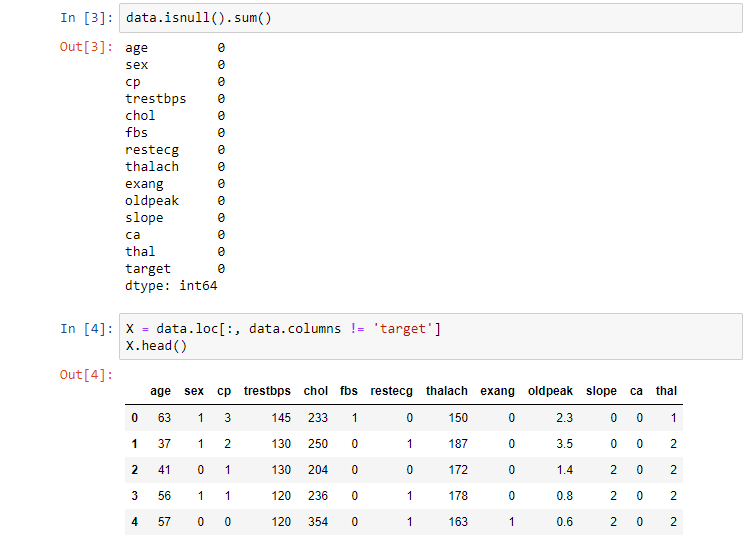 In [3]: data.isnull().sum()
Out[3]: age 0
sex 0
cp 0
trestbps 0
chol 0
fbs 0
restecg 0
thalach 0
exang 0
oldpeak 0
slope 0
ca 0
thal 0
target 0
dtype: int64
In [4]: X = data.loc[:, data.columns != 'target']
X.head()
Out[4]:
age sex cp trestbps chol fbs restecg thalach exang oldpeak slope ca thal
0 63 1 3 145 233 1 0 150 0 2.3 0 0 1
1 37 1 2 130 250 0 1 187 0 3.5 0 0 2
2 41 0 1 130 204 0 0 172 0 1.4 2 0 2
3 56 1 1 120 236 0 1 178 0 0.8 2 0 2
4 57 0 0 120 354 0 1 163 1 0.6 2 0 2